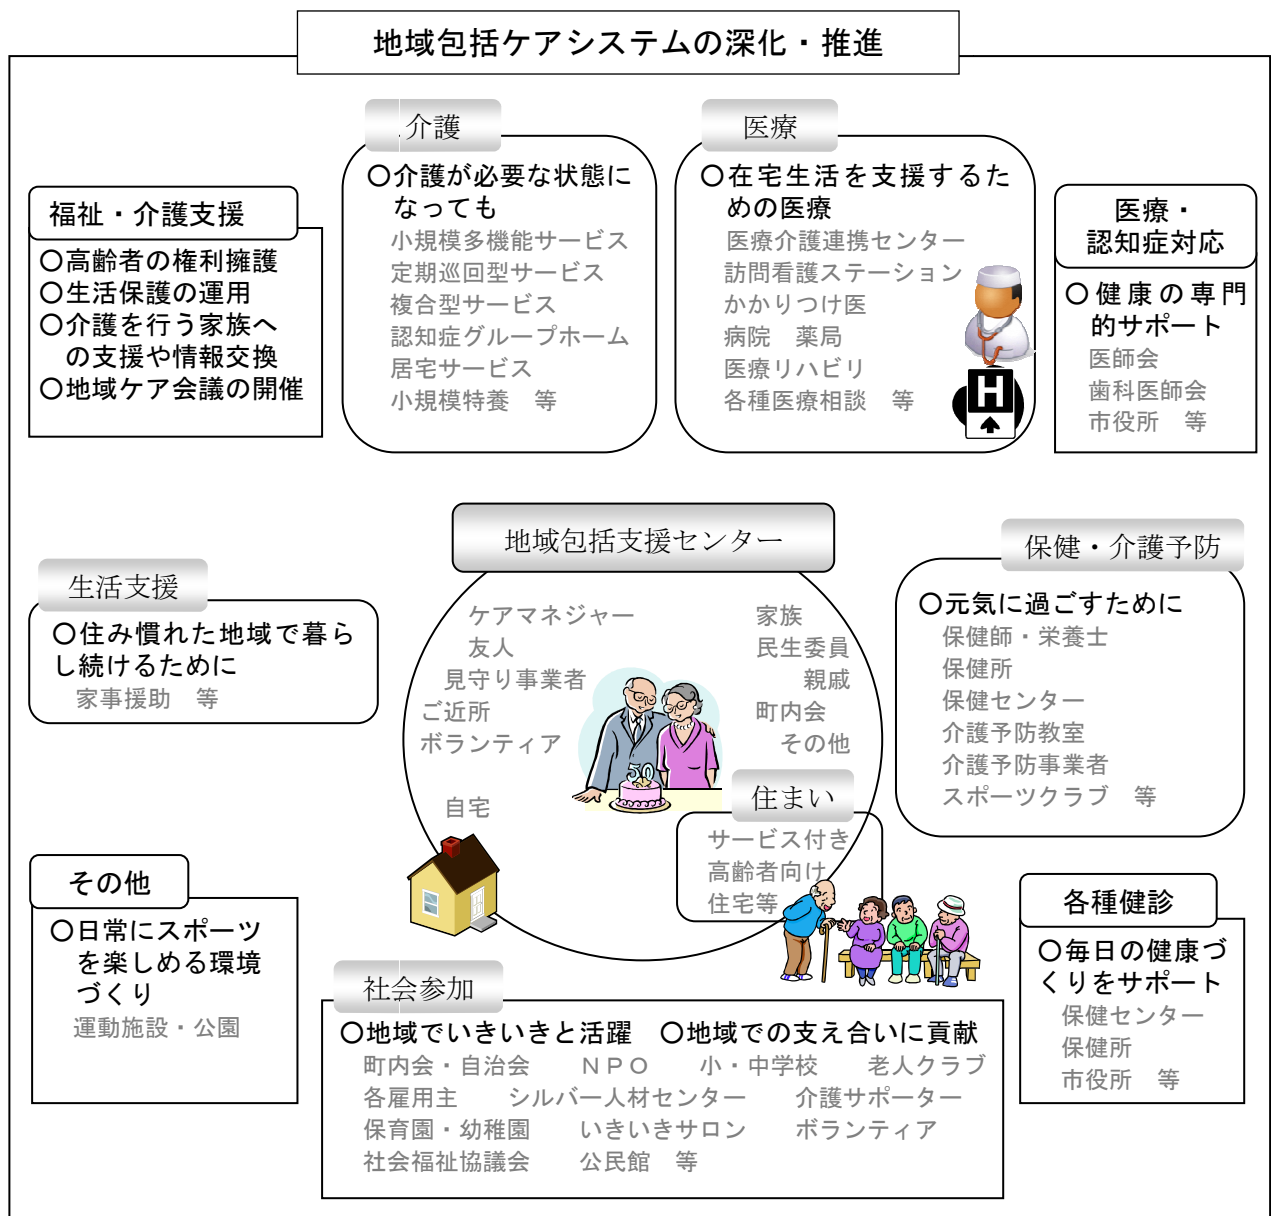 地域包括ケアシステムの深化・推進
介護
〇介護が必要な状態に
なっても
小規模多機能サービス
定期巡回型サービス
複合型サービス
認知症グループホーム
居宅サービス
小規模特養　等
医療
〇在宅生活を支援するた
めの医療
医療介護連携センター
訪問看護ステーション
かかりつけ医
病院　薬局
医療リハビリ
各種医療相談　等
H
福祉・介護支援
〇高齢者の権利擁護
〇生活保護の運用
〇介護を行う家族へ
の支援や情報交換
〇地域ケア会議の開催
医療・
認知症対応
〇健康の専門
的サポート
医師会
歯科医師会
市役所　等
地域包括支援センター
ケアマネジャー
友人
見守り事業者
ご近所
ボランティア
自宅
家族
民生委員
親戚
町内会
その他
50
住まい
サービス付き
高齢者向け
住宅等
生活支援
〇住み慣れた地域で暮ら
し続けるために
家事援助　等
保健・介護予防
〇元気に過ごすために
保健師・栄養士
保健所
保健センター
介護予防教室
介護予防事業者
スポーツクラブ　等
その他
〇日常にスポーツ
を楽しめる環境
づくり
運動施設・公園
各種健診
〇毎日の健康づ
くりをサポート
保健センター
保健所
市役所　等
社会参加
〇地域でいきいきと活躍　〇地域での支え合いに貢献
町内会・自治会　ＮＰＯ　小・中学校　老人クラブ
各雇用主　シルバー人材センター　介護サポーター
保育園・幼稚園　いきいきサロン　ボランティア
社会福祉協議会　公民館　等